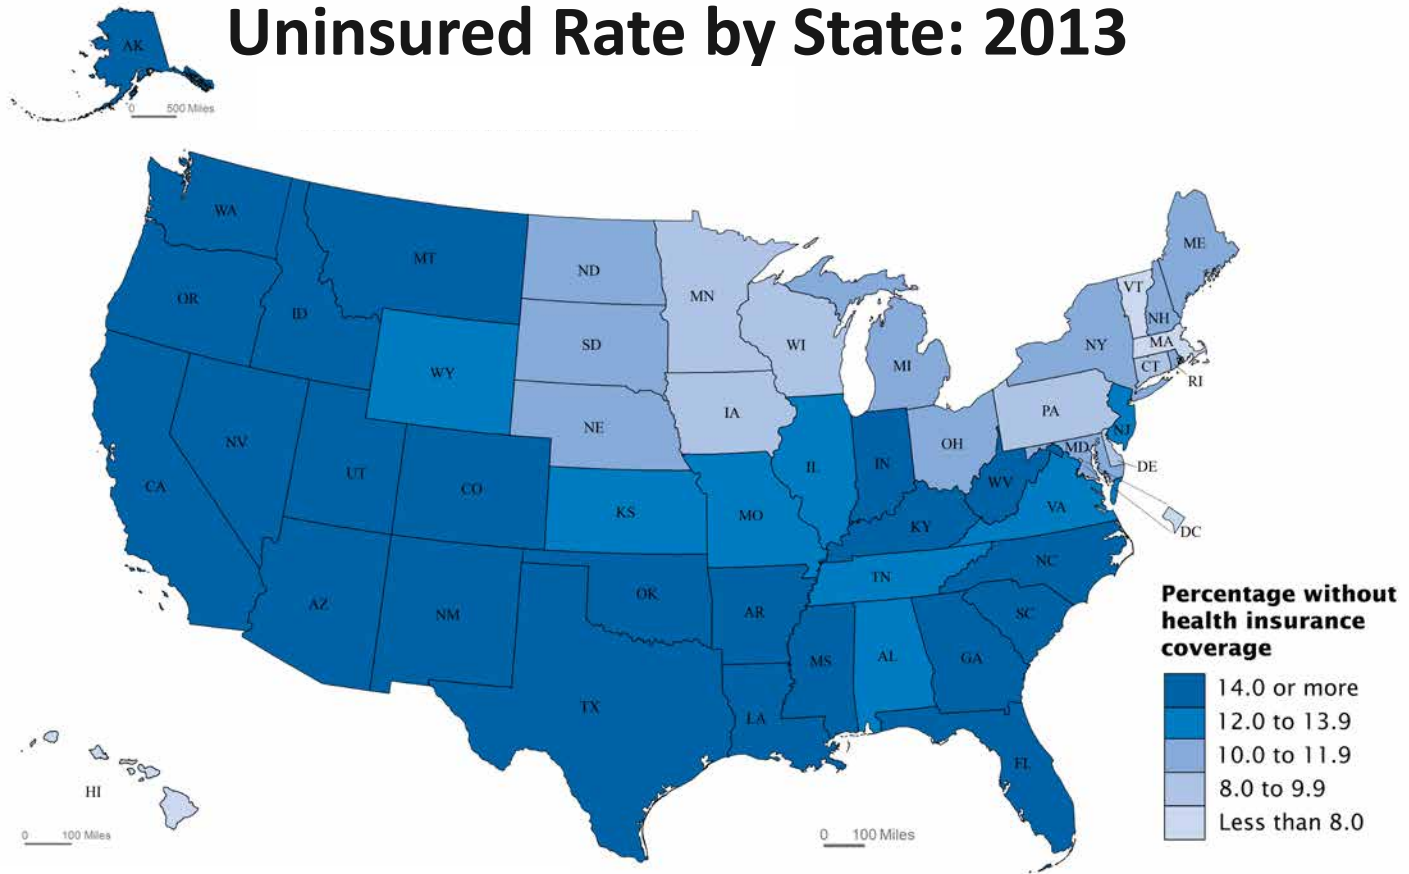 Uninsured Rate by State: 2013
AK
0 500 Miles
WA
MT
ND
MN
ME
OR
ID
SD
WI
MI
NY
VT
NH
MA
CT
RI
WY
NE
IA
PA
NJ
NV
UT
CO
CA
KS
MO
IL
IN
OH
WV
MD
DE
VA
DC
KY
AZ
NM
OK
AR
TN
NC
SC
MS
AL
GA
TX
LA
FL
HI
0 100 Miles
0 100 Miles
Percentage without
health insurance
coverage
14.0 or more
12.0 to 13.9
10.0 to 11.9
8.0 to 9.9
Less than 8.0